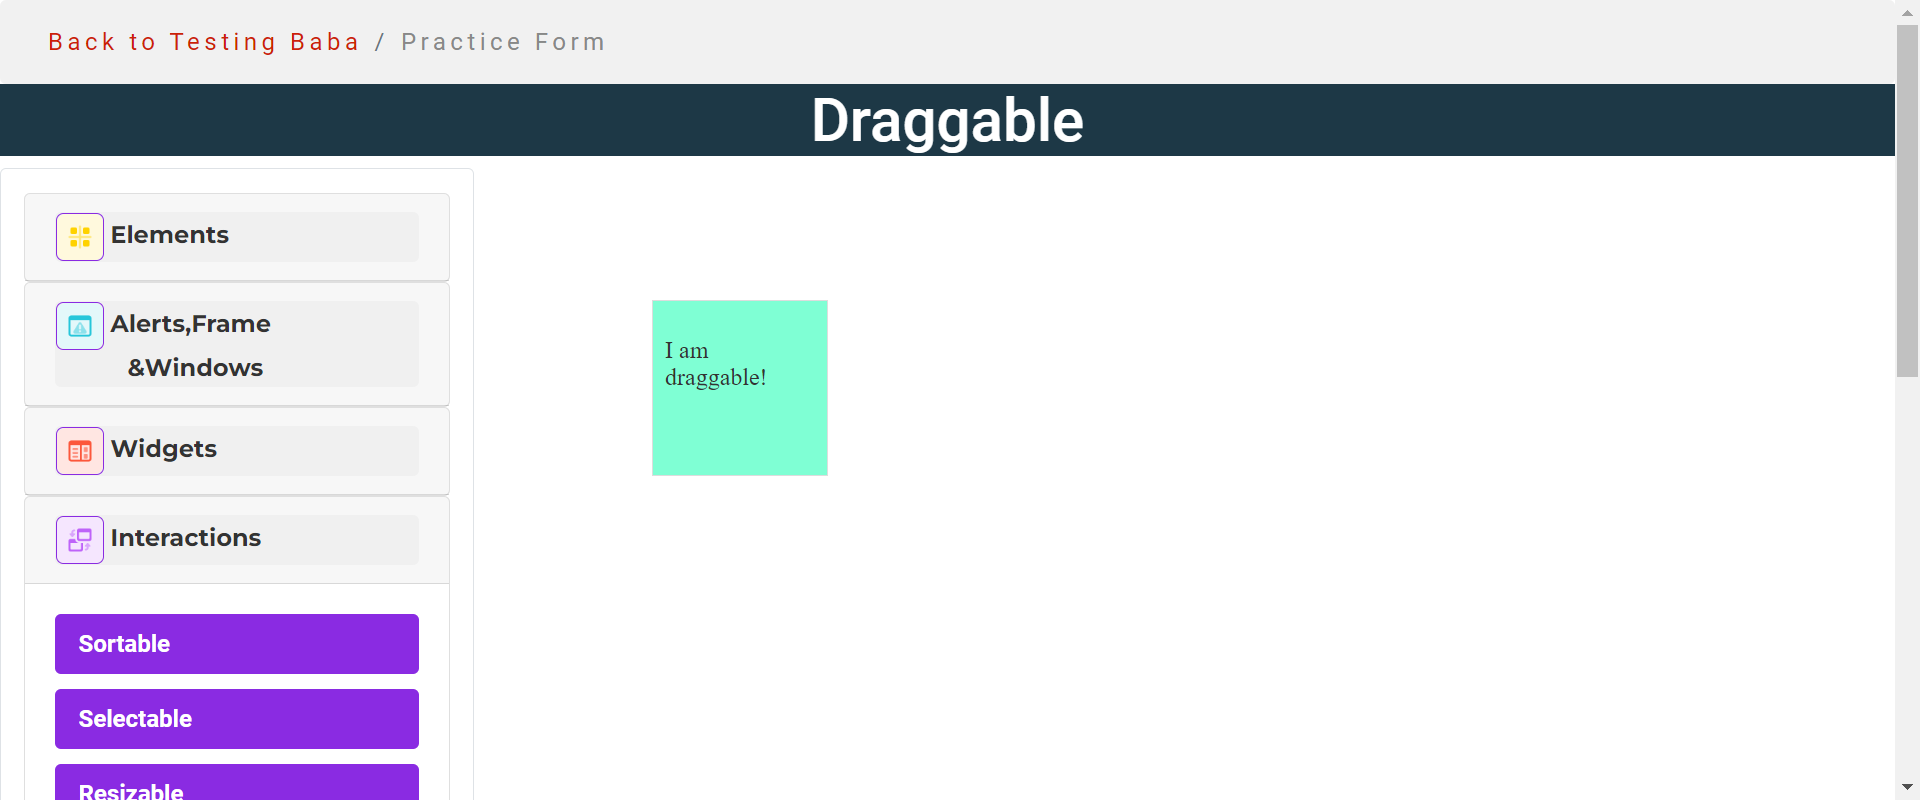 Back to Testing Baba / Practice Form
Draggable
Elements
Alerts,Frame
&Windows
Widgets
Interactions
Sortable
Selectable
Resizable
I am
draggable!